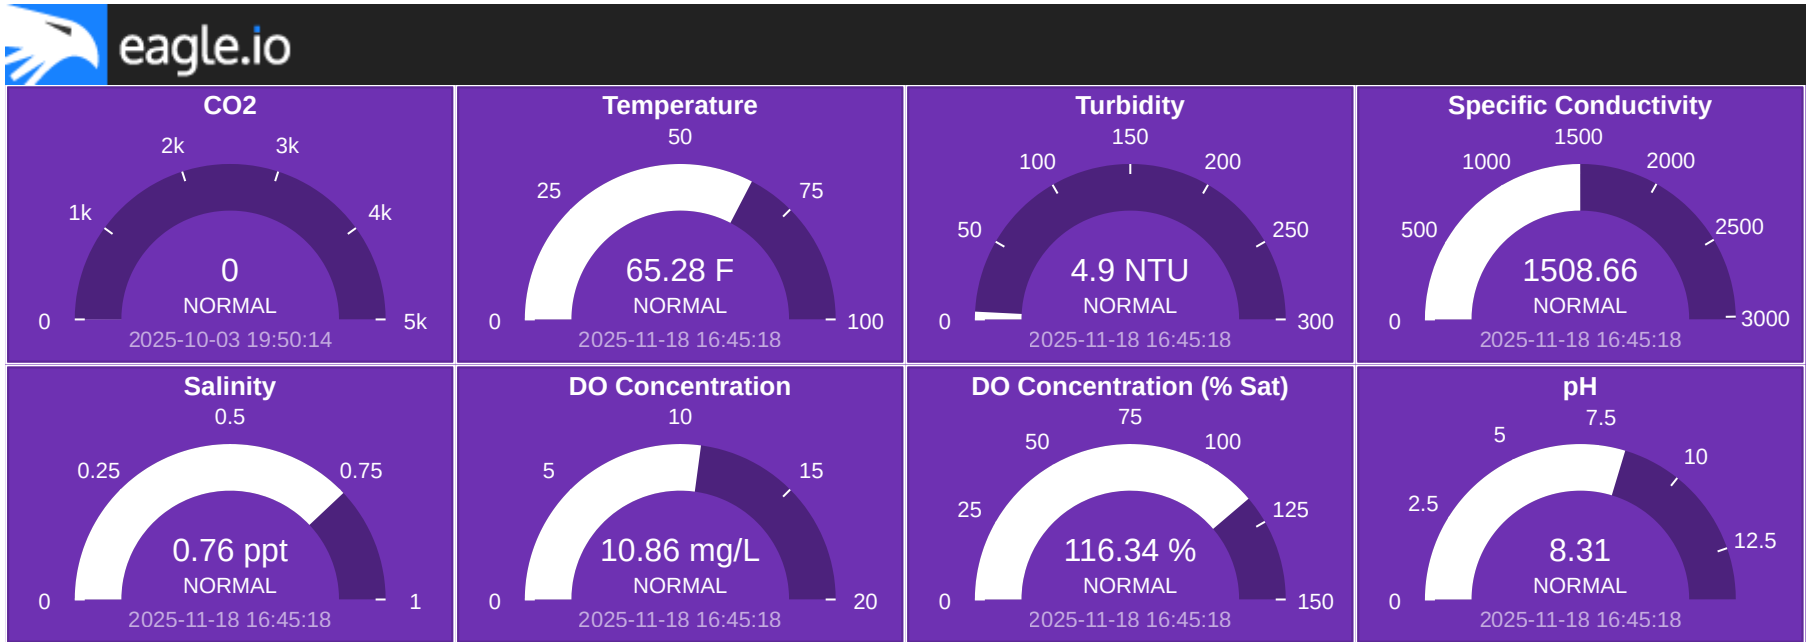 eagle.io
CO2
2k
3k
1k
4k
0
NORMAL
0
5k
2025-10-03 19:50:14
Temperature
50
25
75
65.28 F
NORMAL
0
100
2025-11-18 16:45:18
Turbidity
150
100
200
50
250
4.9 NTU
NORMAL
0
300
2025-11-18 16:45:18
Specific Conductivity
1500
1000
2000
500
2500
1508.66
NORMAL
0
3000
2025-11-18 16:45:18
Salinity
0.5
0.25
0.75
0.76 ppt
NORMAL
0
1
2025-11-18 16:45:18
DO Concentration
10
5
15
10.86 mg/L
NORMAL
0
20
2025-11-18 16:45:18
DO Concentration (% Sat)
75
50
100
25
125
116.34 %
NORMAL
0
150
2025-11-18 16:45:18
pH
7.5
5
10
2.5
12.5
8.31
NORMAL
0
2025-11-18 16:45:18